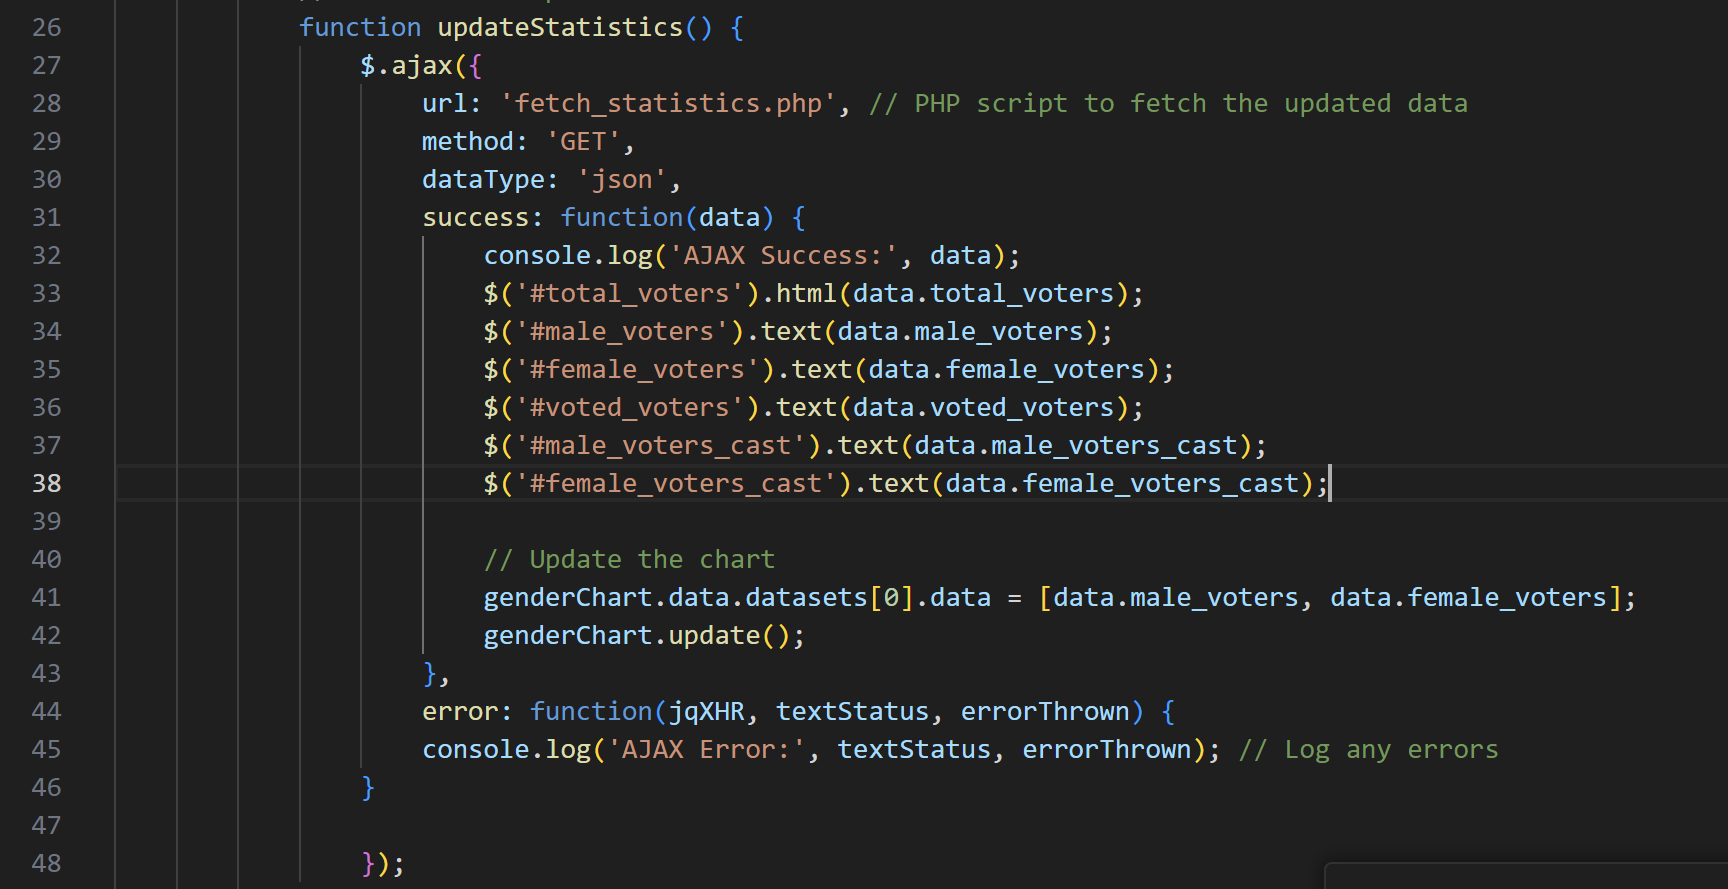 26 function updateStatistics() {
27 $.ajax({
28 url: 'fetch_statistics.php', // PHP script to fetch the updated data
29 method: 'GET',
30 dataType: 'json',
31 success: function(data) {
32 console.log('AJAX Success:', data);
33 $('#total_voters').html(data.total_voters);
34 $('#male_voters').text(data.male_voters);
35 $('#female_voters').text(data.female_voters);
36 $('#voted_voters').text(data.voted_voters);
37 $('#male_voters_cast').text(data.male_voters_cast);
38 $('#female_voters_cast').text(data.female_voters_cast);
39
40 // Update the chart
41 genderChart.data.datasets[0].data = [data.male_voters, data.female_voters];
42 genderChart.update();
43 },
44 error: function(jqXHR, textStatus, errorThrown) {
45 console.log('AJAX Error:', textStatus, errorThrown); // Log any errors
46 }
47
48 });